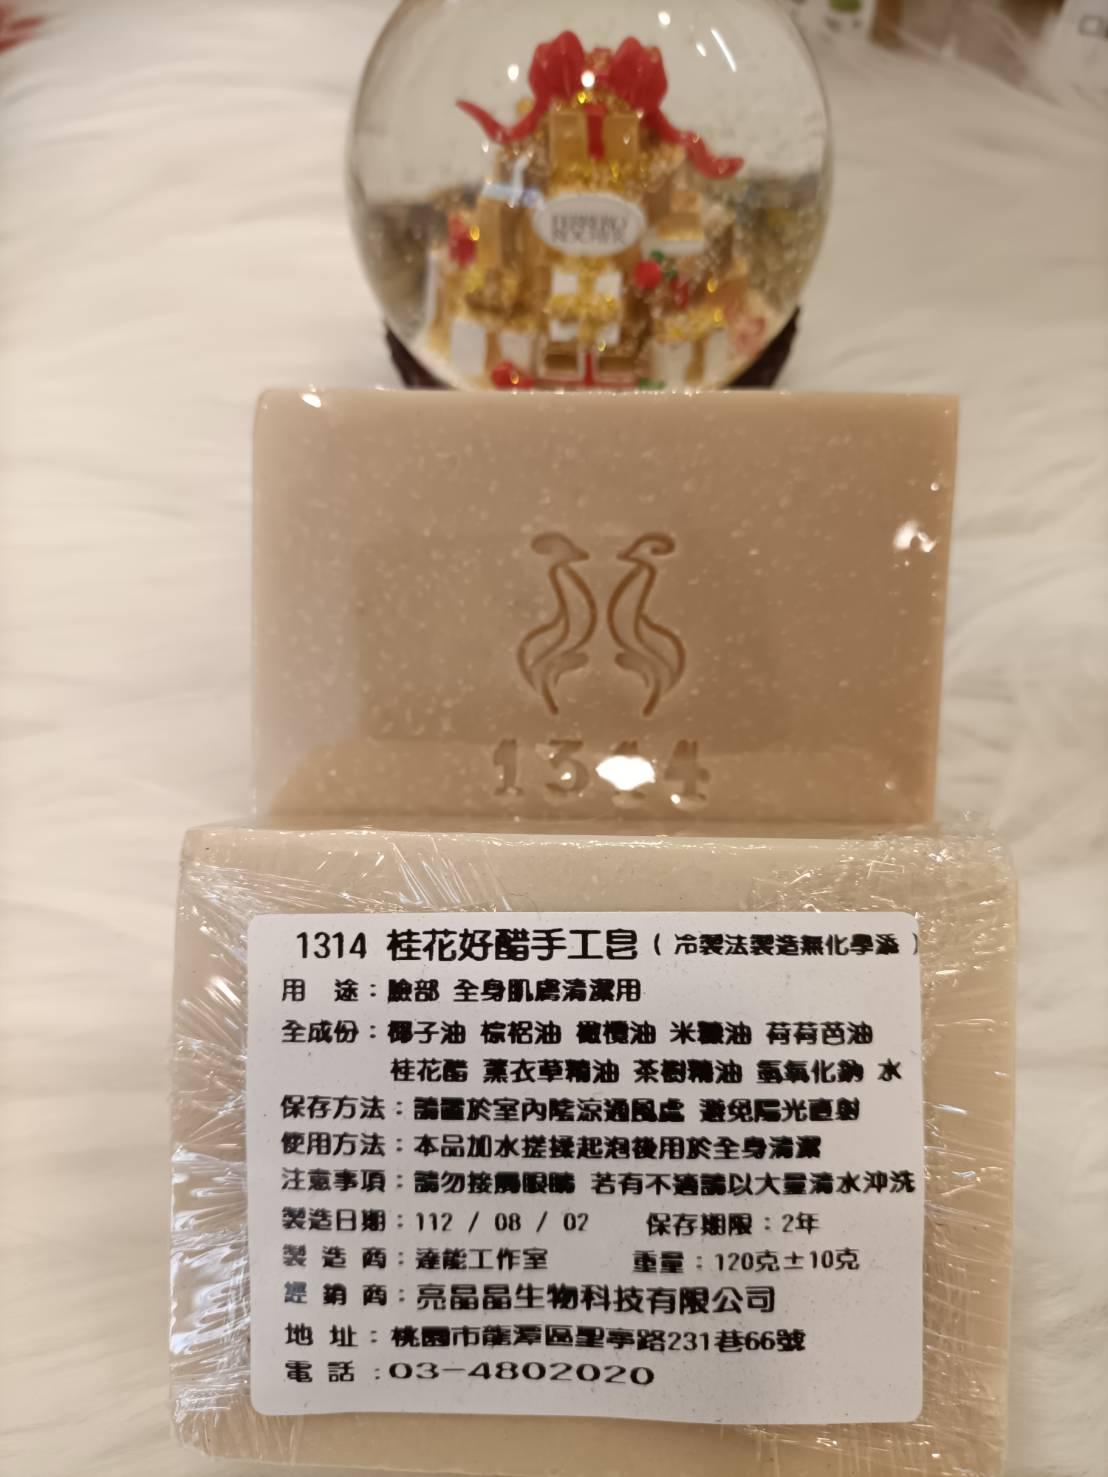 FERRERO
ROCHER
1314
1314 桂花好醋手工皂（冷製法製造無化學添）
用 途：臉部 全身肌膚清潔用
全成份：椰子油 棕梠油 橄欖油 米糠油 荷荷芭油
桂花醋 薰衣草精油 茶樹精油 氫氧化鈉 水
保存方法：請置於室內陰涼通風處 避免陽光直射
使用方法：本品加水搓揉起泡後用於全身清潔
注意事項：請勿接觸眼睛 若有不適請以大量清水沖洗
製造日期：112 / 08 / 02 保存期限：2年
製 造 商：達能工作室 重量：120克±10克
經 銷 商：亮晶晶生物科技有限公司
地 址：桃園市龍潭區聖亭路231巷66號
電 話：03-4802020